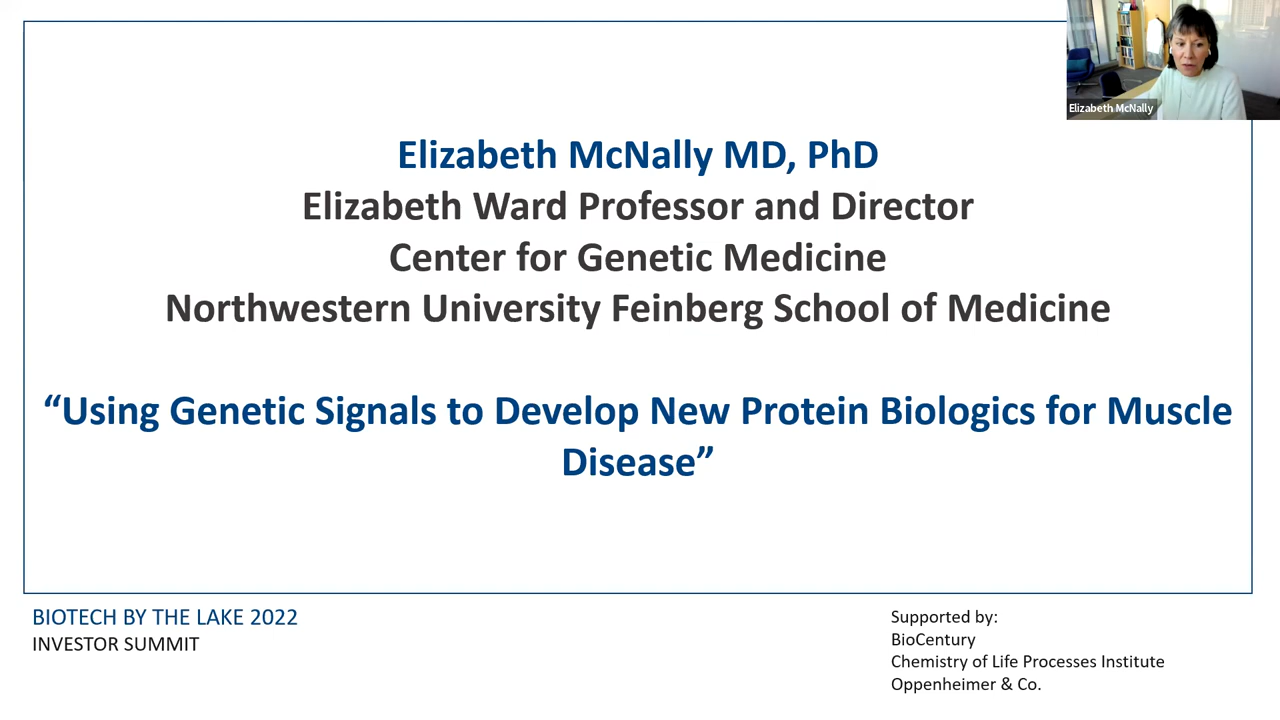 Elizabeth McNally
Elizabeth McNally MD, PhD
Elizabeth Ward Professor and Director
Center for Genetic Medicine
Northwestern University Feinberg School of Medicine
“Using Genetic Signals to Develop New Protein Biologics for Muscle
Disease”
BIOTECH BY THE LAKE 2022
INVESTOR SUMMIT
Supported by:
BioCentury
Chemistry of Life Processes Institute
Oppenheimer & Co.